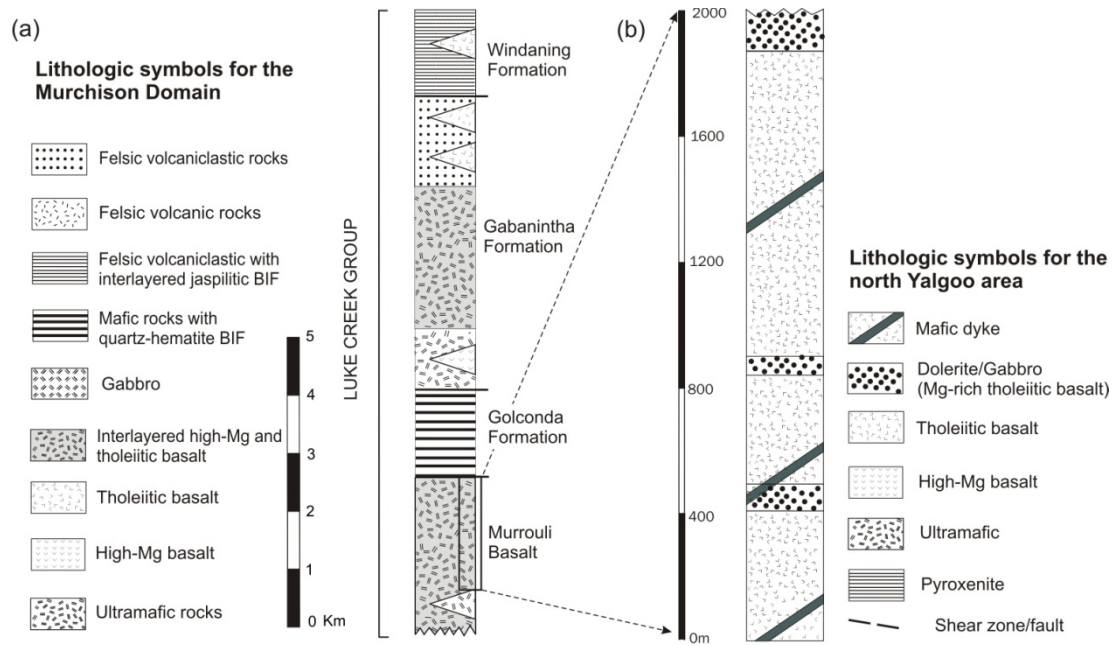 (a)
Lithologic symbols for the
Murchison Domain
Felsic volcaniclastic rocks
Felsic volcanic rocks
Felsic volcaniclastic with
interlayered jaspilitic BIF
Mafic rocks with
quartz-hematite BIF
Gabbro
Interlayered high-Mg and
tholeiitic basalt
Tholeiitic basalt
High-Mg basalt
Ultramafic rocks
5
4
3
2
1
0 Km
LUKE CREEK GROUP
Windaning
Formation
Gabanintha
Formation
Golconda
Formation
Murrouli
Basalt
(b)
2000
1600
1200
800
400
0m
Lithologic symbols for the
north Yalgoo area
Mafic dyke
Dolerite/Gabbro
(Mg-rich tholeiitic basalt)
Tholeiitic basalt
High-Mg basalt
Ultramafic
Pyroxenite
Shear zone/fault